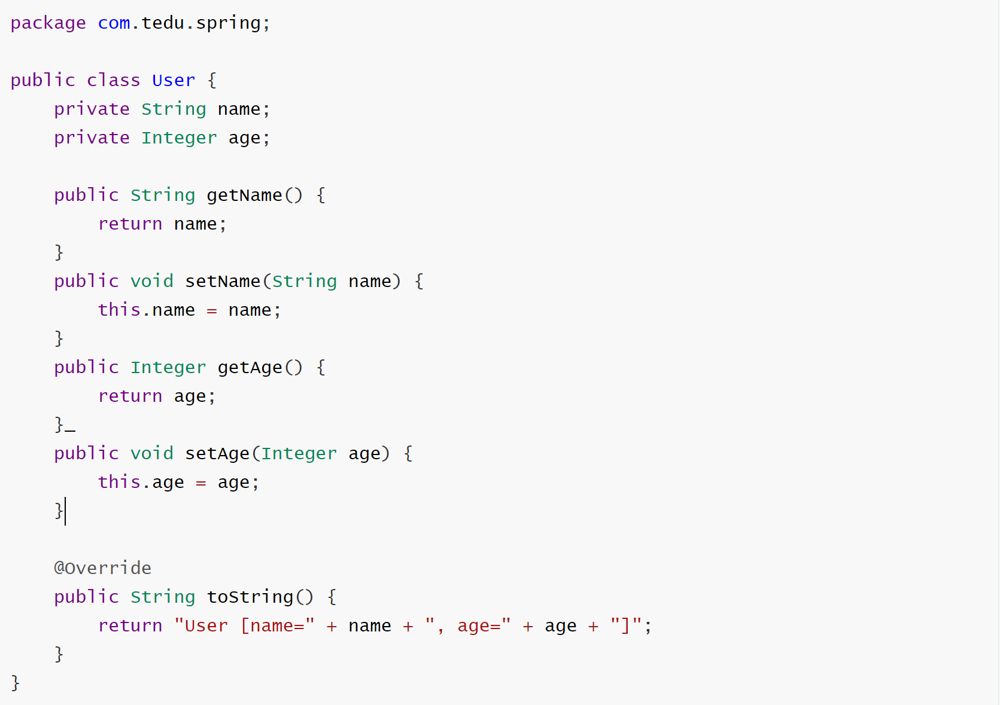 package com.tedu.spring;
public class User {
    private String name;
    private Integer age;
    public String getName() {
        return name;
    }
    public void setName(String name) {
        this.name = name;
    }
    public Integer getAge() {
        return age;
    }_
    public void setAge(Integer age) {
        this.age = age;
    }
    @Override
    public String toString() {
        return "User [name=" + name + ", age=" + age + "]";
    }
}